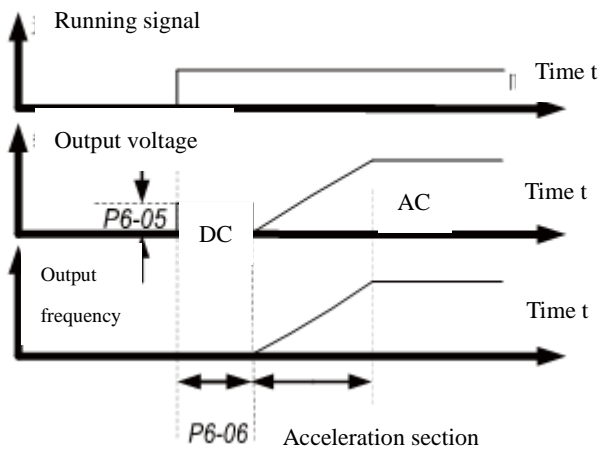 Running signal
Time t
Output voltage
Time t
P6-05
DC
AC
Output
frequency
Time t
P6-06
Acceleration section